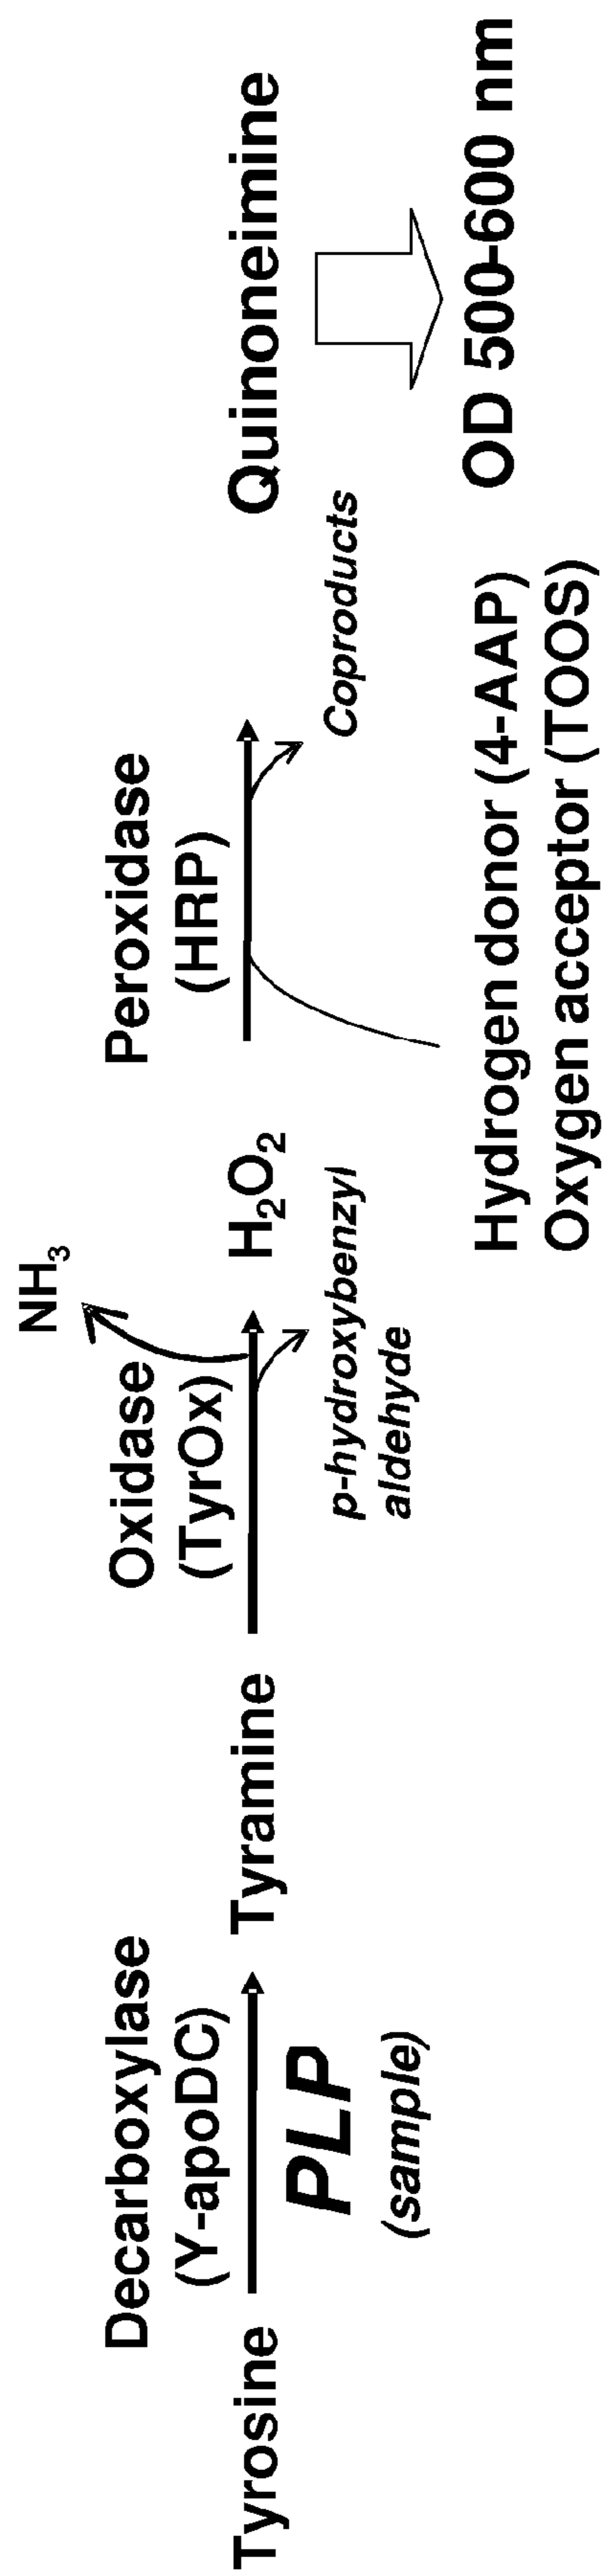 Tyrosine
Decarboxylase
(Y-apoDC)
PLP
(sample)
Tyramine
Oxidase
(TyrOx)
NH₃
p-hydroxybenzyl
aldehyde
H₂O₂
Peroxidase
(HRP)
Hydrogen donor (4-AAP)
Oxygen acceptor (TOOS)
Coproducts
Quinoneimine
OD 500-600 nm